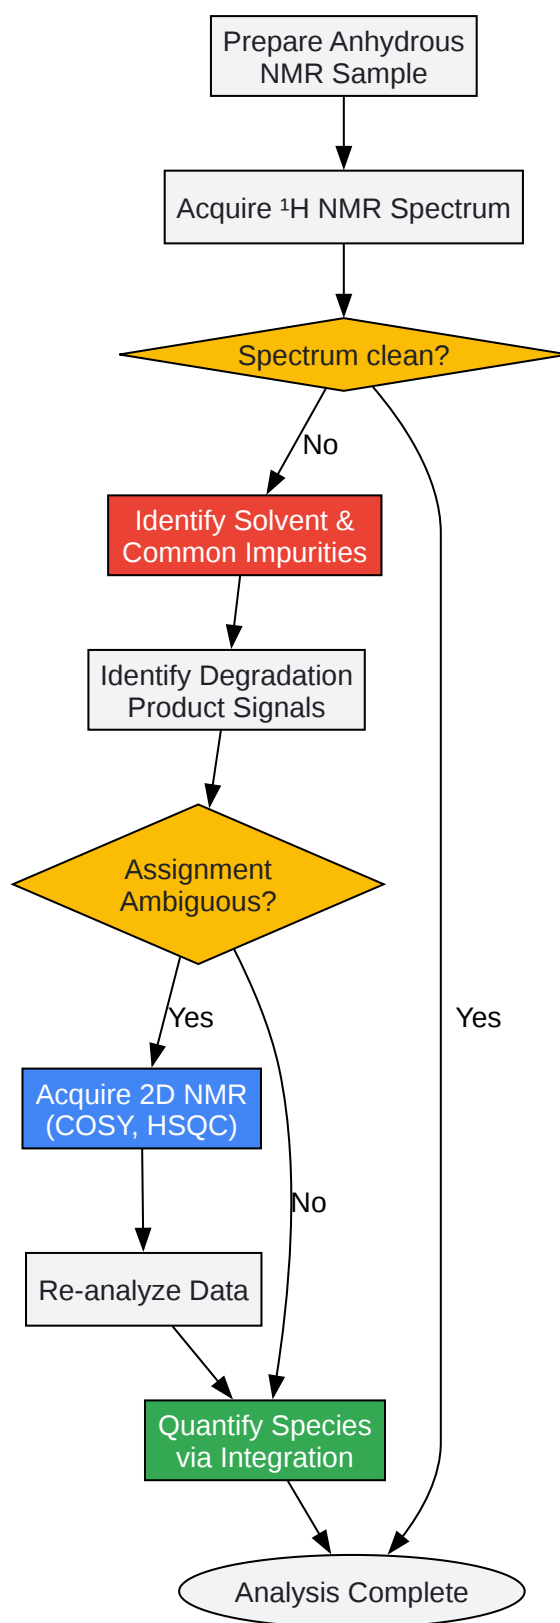 Prepare Anhydrous
NMR Sample
Acquire ¹H NMR Spectrum
Spectrum clean?
No
Identify Solvent &
Common Impurities
Identify Degradation
Product Signals
Assignment
Ambiguous?
Yes
Yes
Acquire 2D NMR
(COSY, HSQC)
No
Re-analyze Data
Quantify Species
via Integration
Analysis Complete